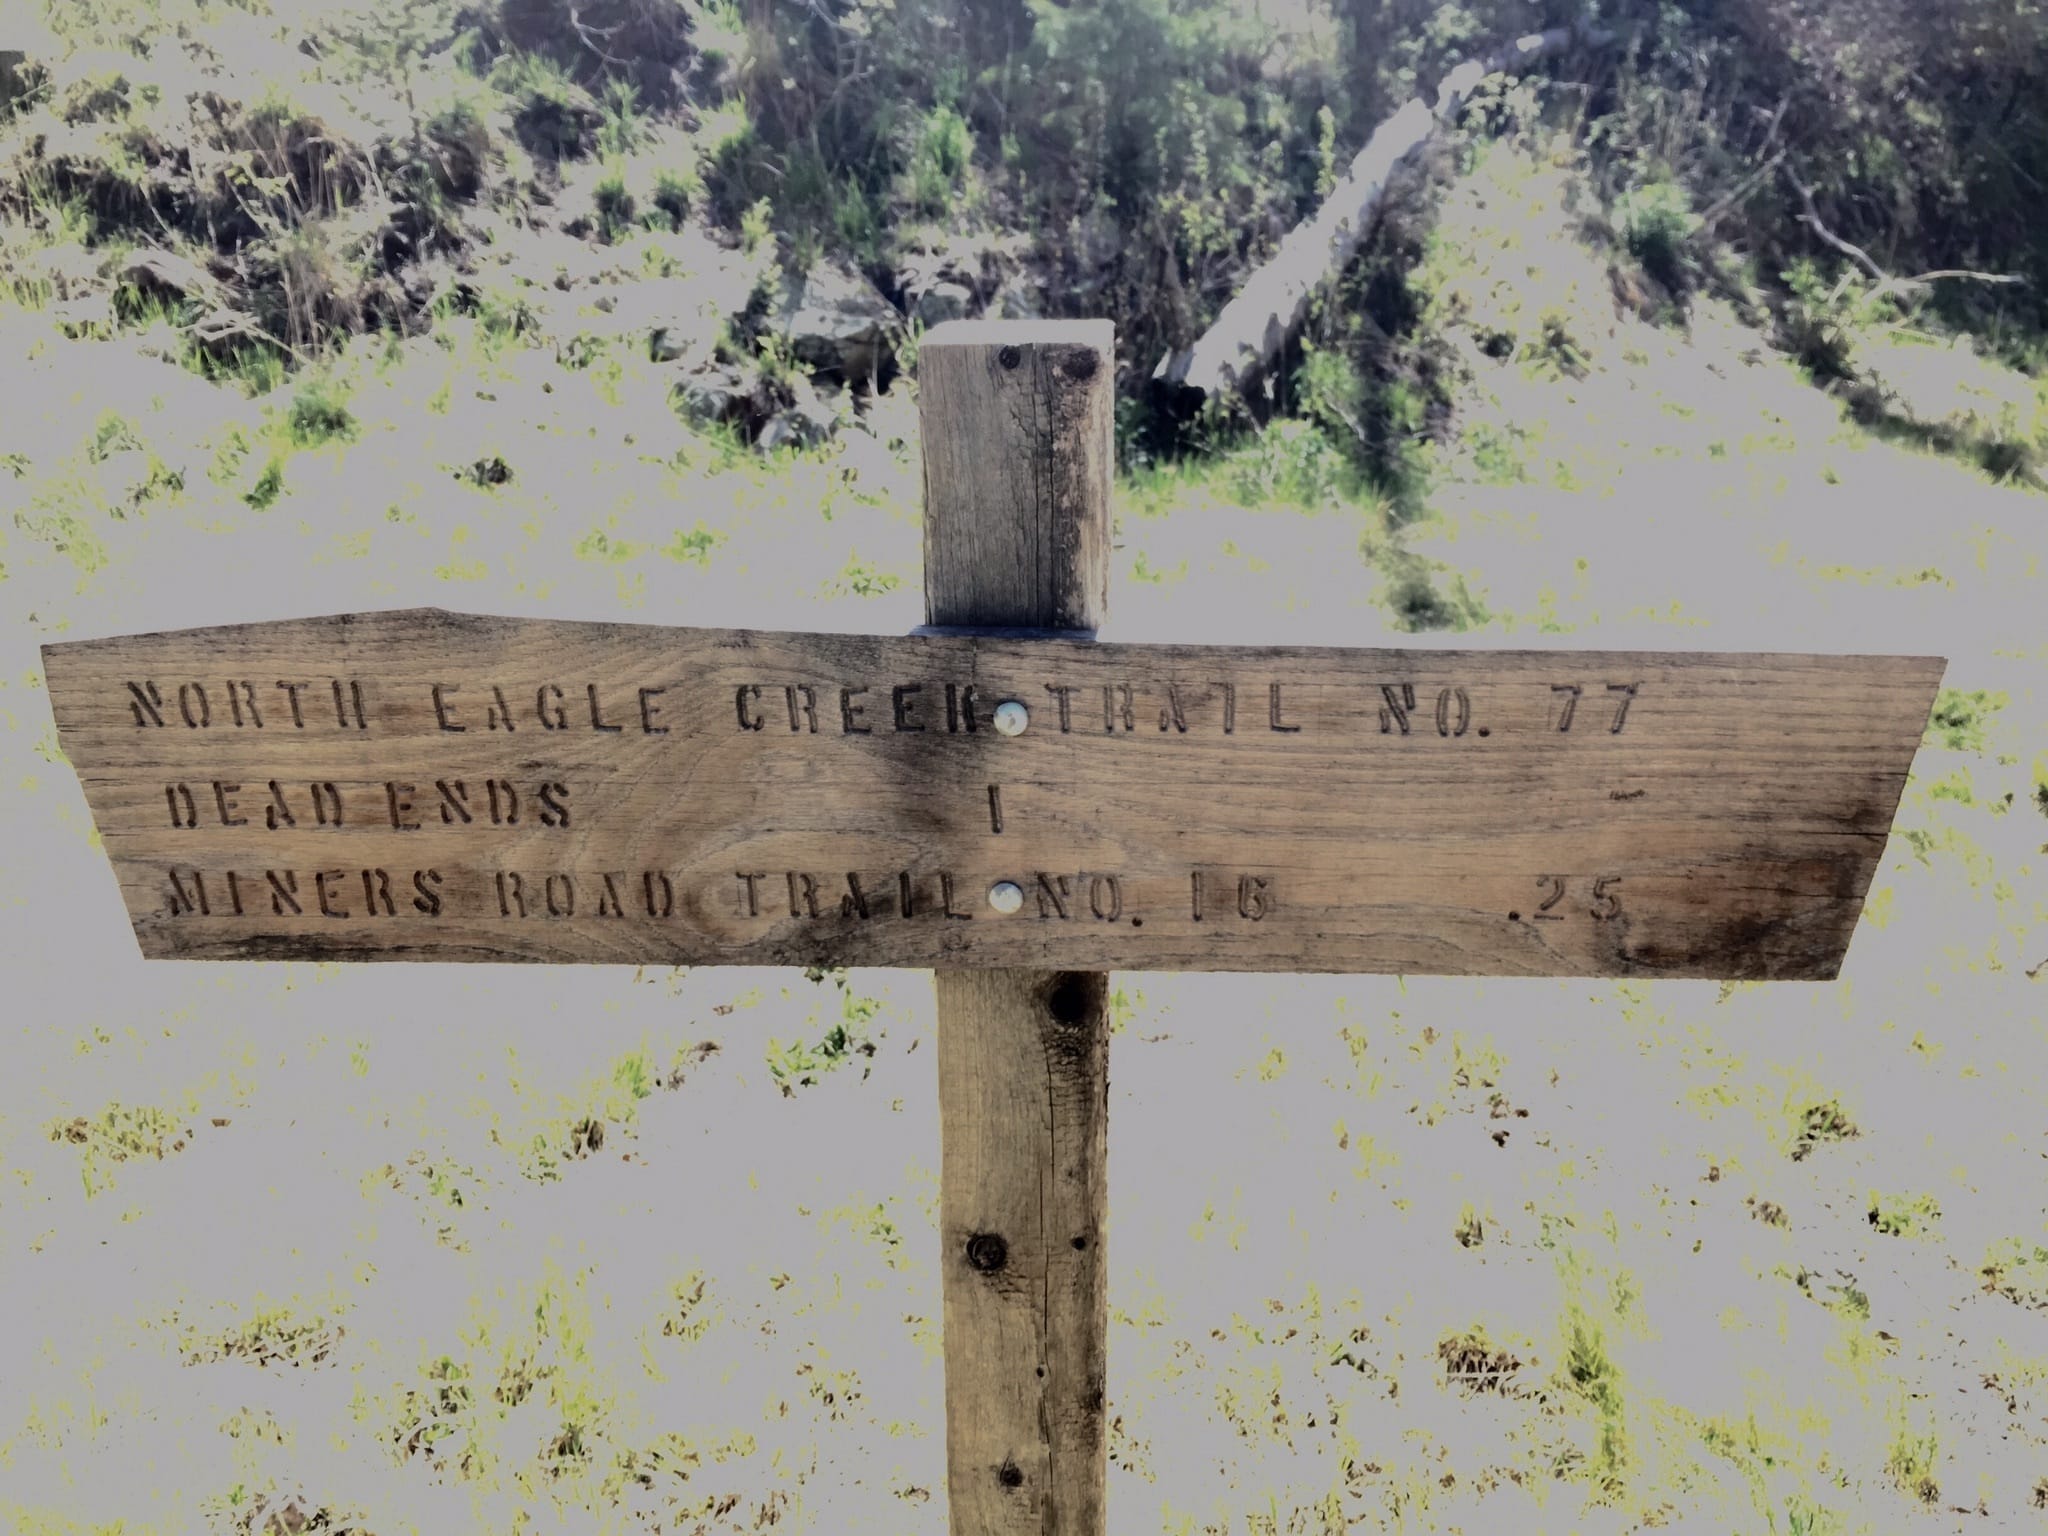 NORTH EAGLE CREEK TRAIL NO. 77
DEAD ENDS 1
MINERS ROAD TRAIL NO. 16 .25